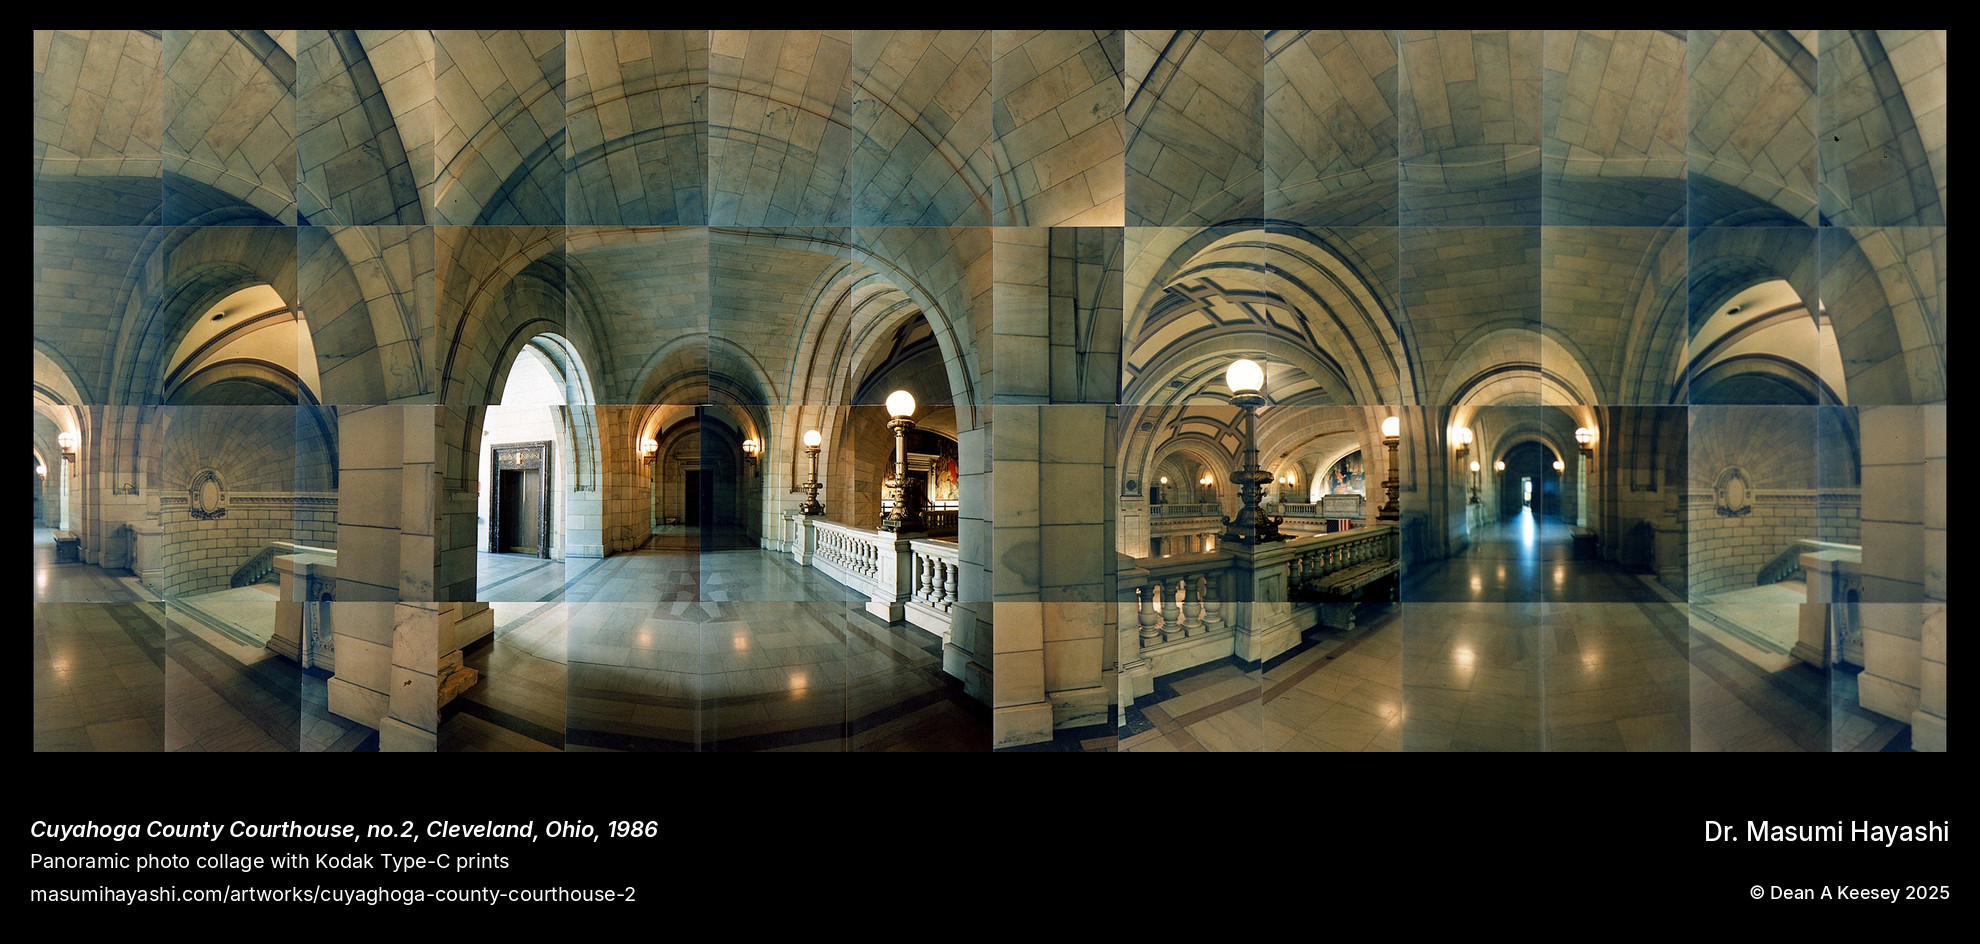 Cuyahoga County Courthouse, no.2, Cleveland, Ohio, 1986
Panoramic photo collage with Kodak Type-C prints
masumihayashi.com/artworks/cuyaghoga-county-courthouse-2
Dr. Masumi Hayashi
© Dean A Keesey 2025